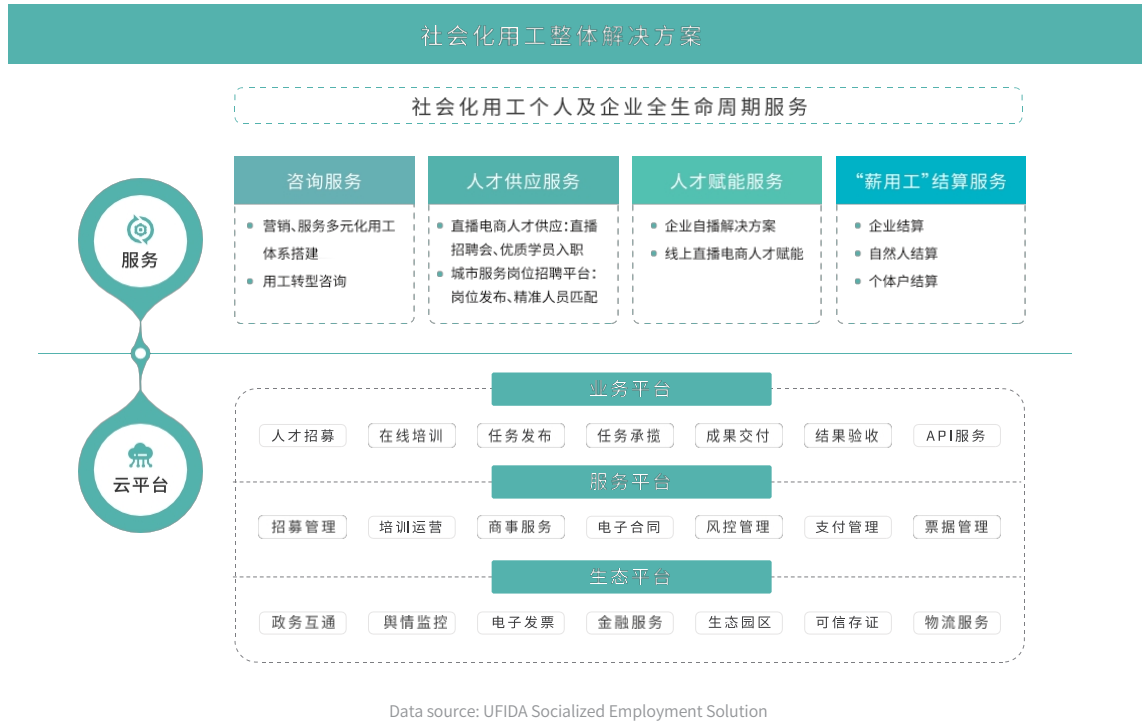 社会化用工整体解决方案
社会化用工个人及企业全生命周期服务
服务
咨询服务
营销、服务多元化用工
体系搭建
用工转型咨询
人才供应服务
直播电商人才供应：直播
招聘会、优质学员入职
城市服务岗位招聘平台：
岗位发布、精准人员匹配
人才赋能服务
企业自播解决方案
线上直播电商人才赋能
“薪用工”结算服务
企业结算
自然人结算
个体户结算
云平台
业务平台
人才招募 在线培训 任务发布 任务承揽 成果交付 结果验收 API服务
服务平台
招募管理 培训运营 商事服务 电子合同 风控管理 支付管理 票据管理
生态平台
政务互通 舆情监控 电子发票 金融服务 生态园区 可信存证 物流服务
Data source: UFIDA Socialized Employment Solution